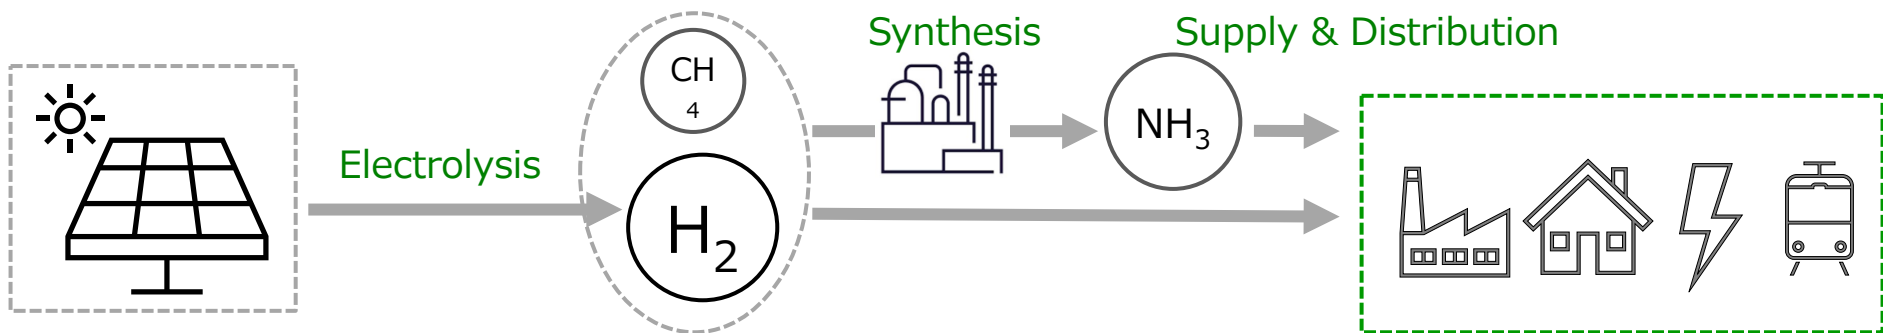 Synthesis
Supply & Distribution
Electrolysis
CH
4
H₂
NH₃